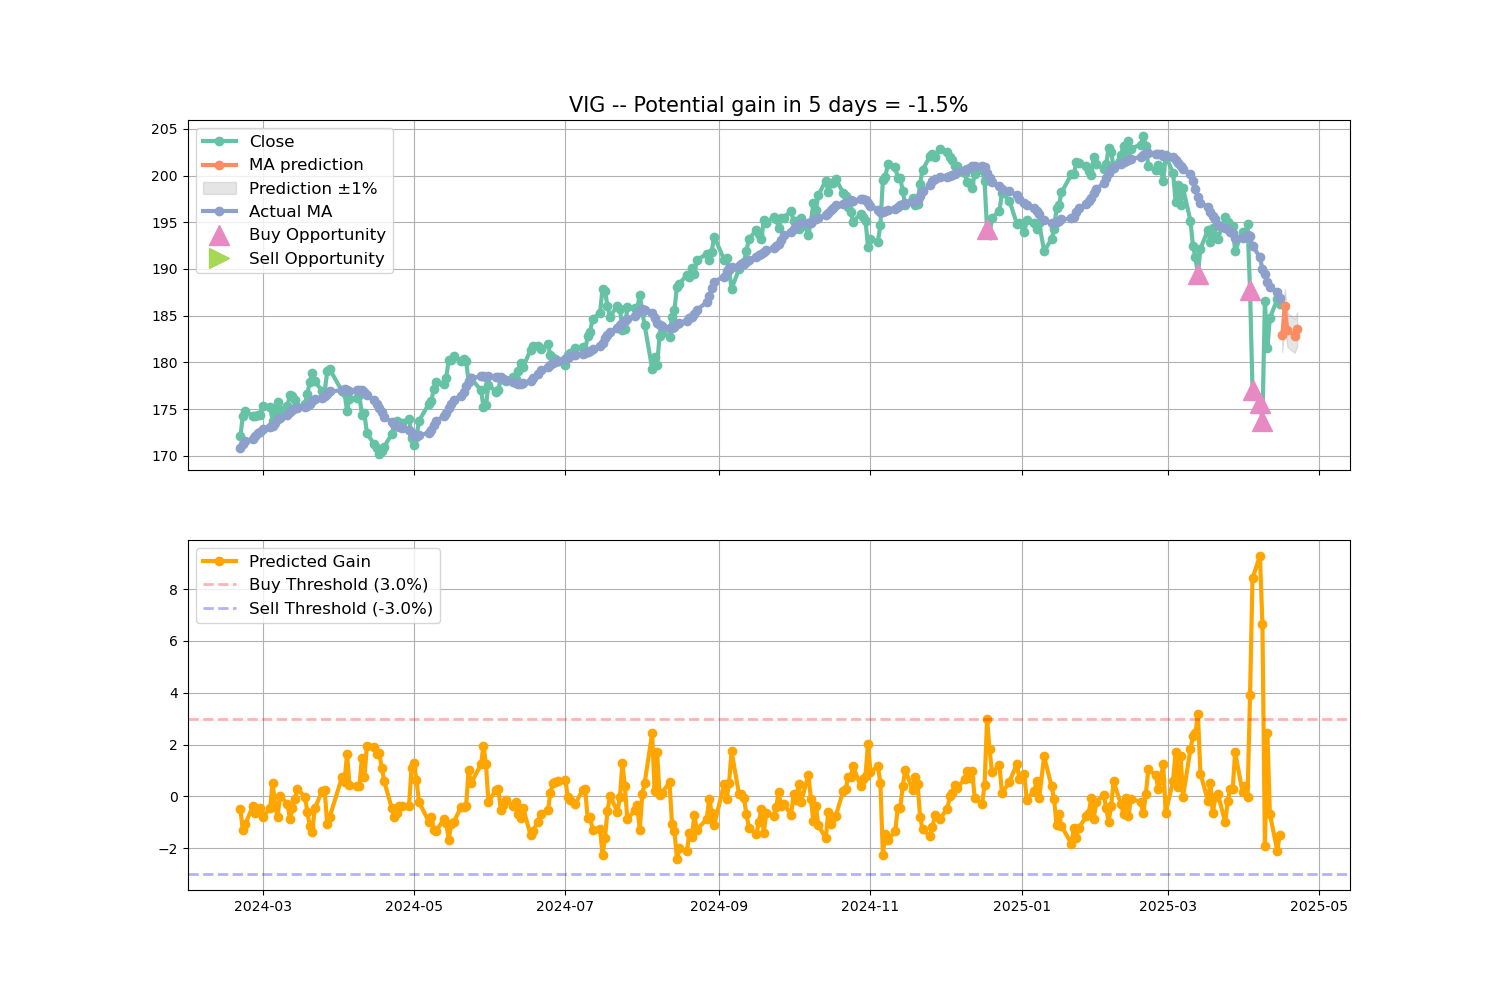 VIG -- Potential gain in 5 days = -1.5%
205
200
195
190
185
180
175
170
Close
MA prediction
Prediction ±1%
Actual MA
Buy Opportunity
Sell Opportunity
8
6
4
2
0
−2
Predicted Gain
Buy Threshold (3.0%)
Sell Threshold (-3.0%)
2024-03 2024-05 2024-07 2024-09 2024-11 2025-01 2025-03 2025-05